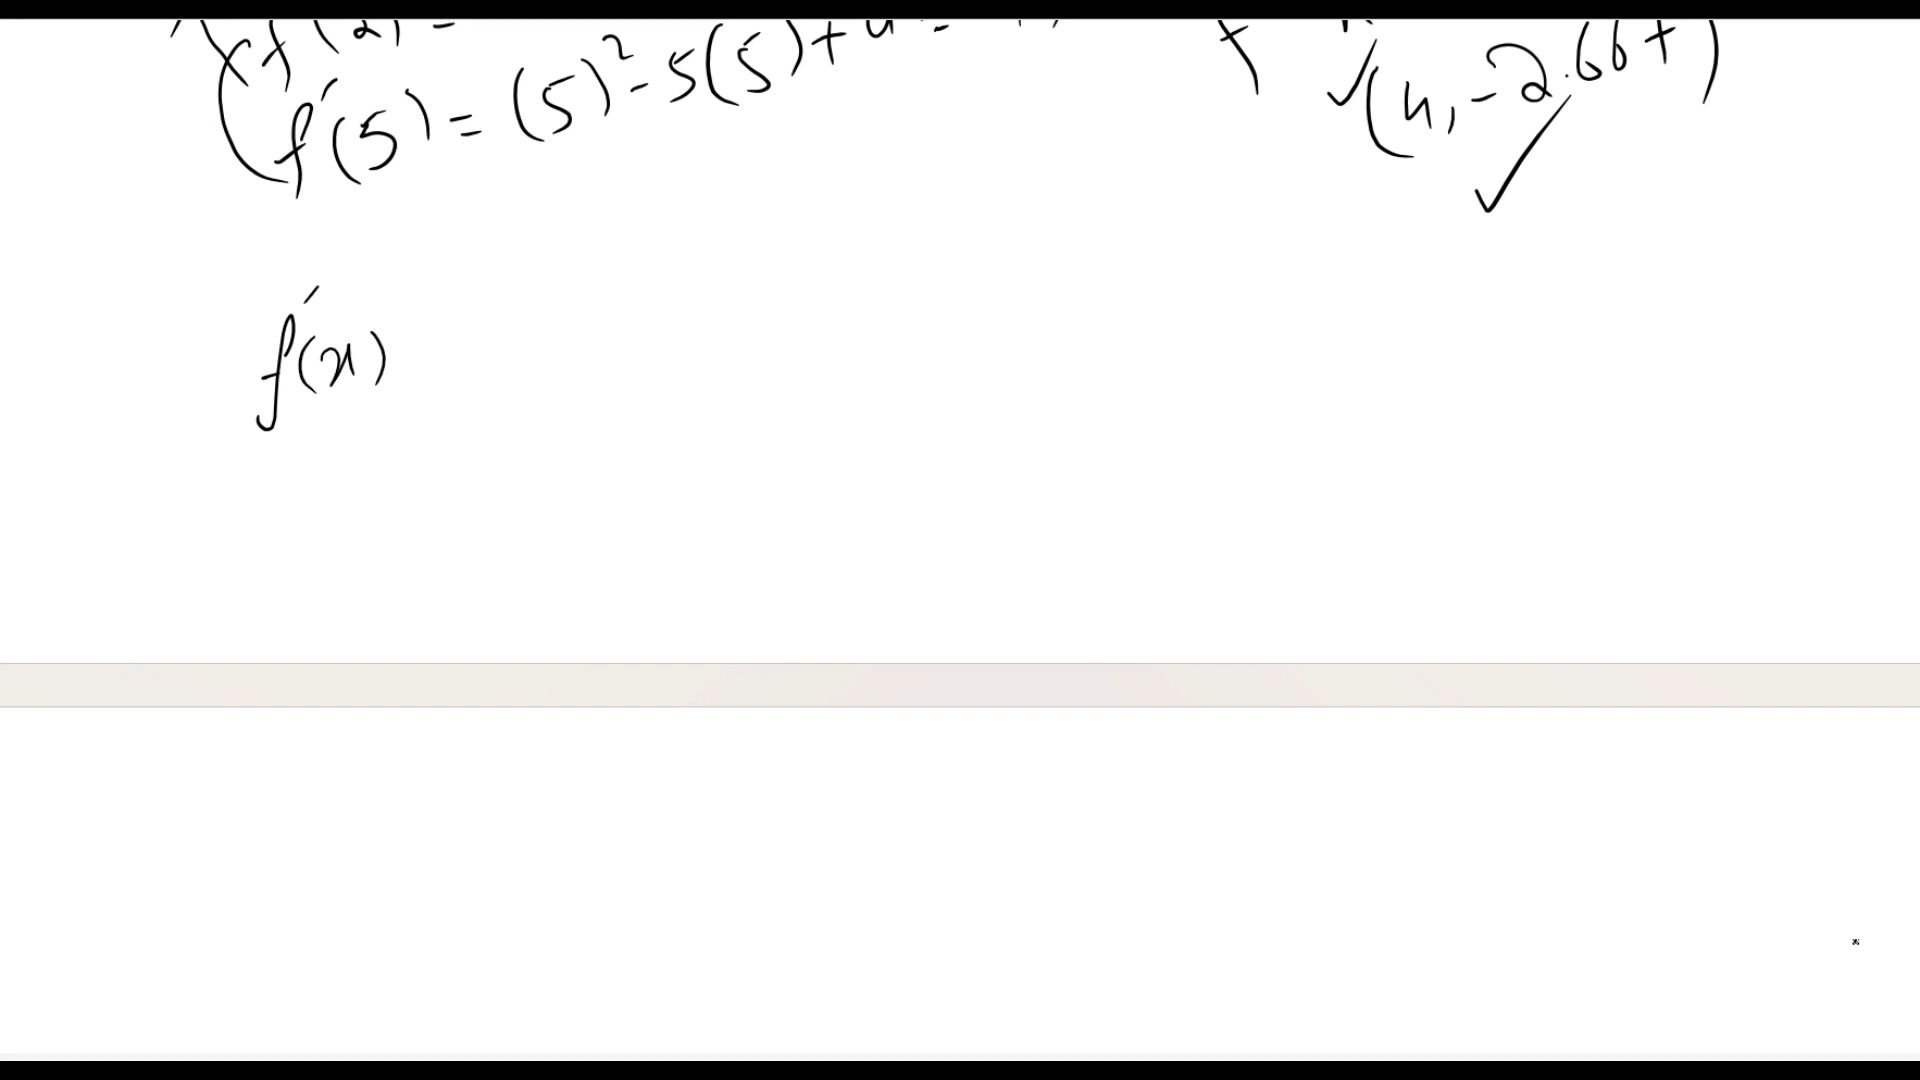 f'(5) = (5)² - 5(5) + 4 =
(4, -2.667)
f'(x)